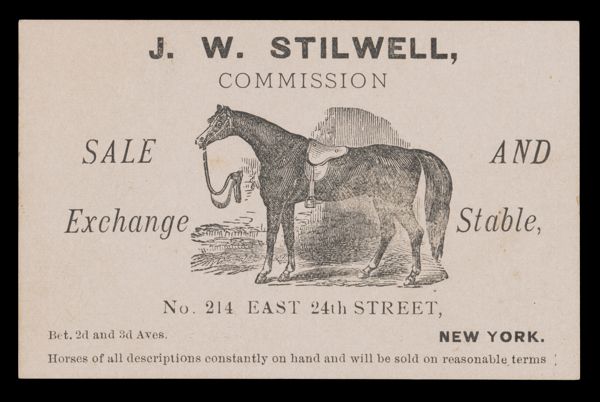 J. W. STILWELL,
COMMISSION
SALE AND
Exchange Stable,
No. 214 EAST 24th STREET,
Bet. 2d and 3d Aves. NEW YORK.
Horses of all descriptions constantly on hand and will be sold on reasonable terms